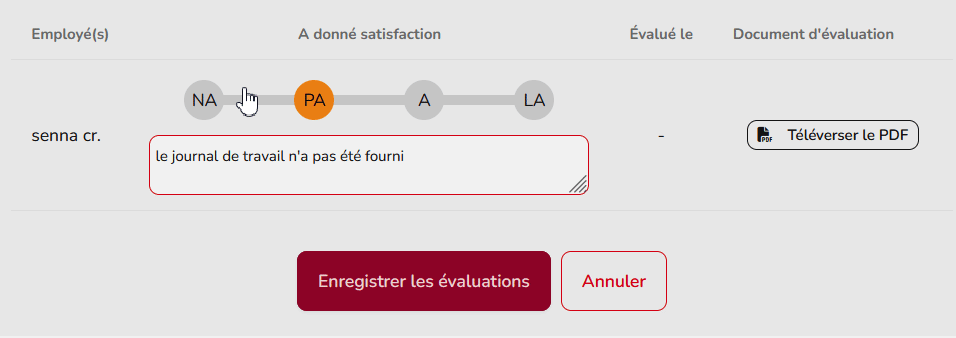 Employé(s) A donné satisfaction Évalué le Document d'évaluation
NA PA A LA
senna cr. - PDF Téléverser le PDF
le journal de travail n'a pas été fourni
Enregistrer les évaluations Annuler